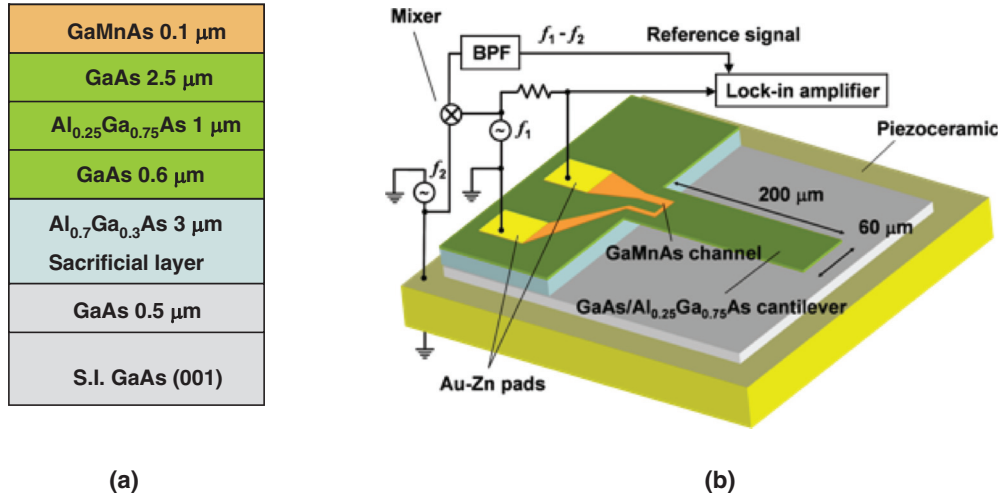 GaMnAs 0.1 μm
GaAs 2.5 μm
Al0.25Ga0.75As 1 μm
GaAs 0.6 μm
Al0.7Ga0.3As 3 μm
Sacrificial layer
GaAs 0.5 μm
S.I. GaAs (001)
(a)
Mixer
BPF
f1 - f2
Reference signal
Lock-in amplifier
f1
f2
Piezoceramic
200 μm
60 μm
GaMnAs channel
GaAs/Al0.25Ga0.75As cantilever
Au-Zn pads
(b)